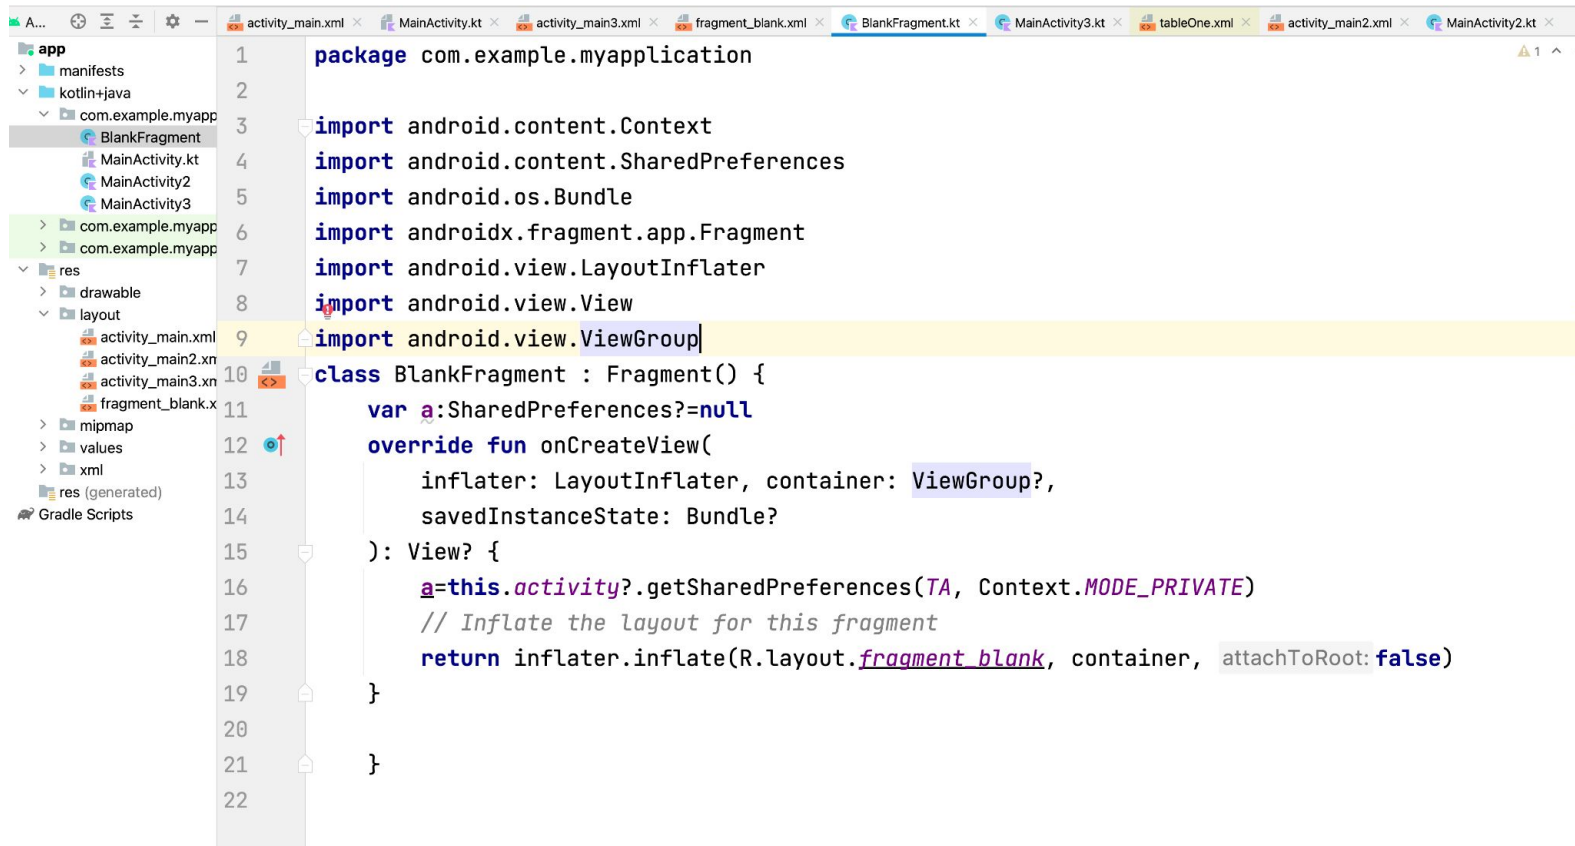 A...
activity_main.xml
MainActivity.kt
activity_main3.xml
fragment_blank.xml
BlankFragment.kt
MainActivity3.kt
tableOne.xml
activity_main2.xml
MainActivity2.kt
app
manifests
kotlin+java
com.example.myapp
BlankFragment
MainActivity.kt
MainActivity2
MainActivity3
com.example.myapp
com.example.myapp
res
drawable
layout
activity_main.xml
activity_main2.xm
activity_main3.xm
fragment_blank.x
mipmap
values
xml
res (generated)
Gradle Scripts
1
1 package com.example.myapplication
2
3 import android.content.Context
4 import android.content.SharedPreferences
5 import android.os.Bundle
6 import androidx.fragment.app.Fragment
7 import android.view.LayoutInflater
8 import android.view.View
9 import android.view.ViewGroup
10 class BlankFragment : Fragment() {
11 var a:SharedPreferences?=null
12 override fun onCreateView(
13 inflater: LayoutInflater, container: ViewGroup?,
14 savedInstanceState: Bundle?
15 ): View? {
16 a=this.activity?.getSharedPreferences(TA, Context.MODE_PRIVATE)
17 // Inflate the layout for this fragment
18 return inflater.inflate(R.layout.fragment_blank, container, attachToRoot: false)
19 }
20
21 }
22